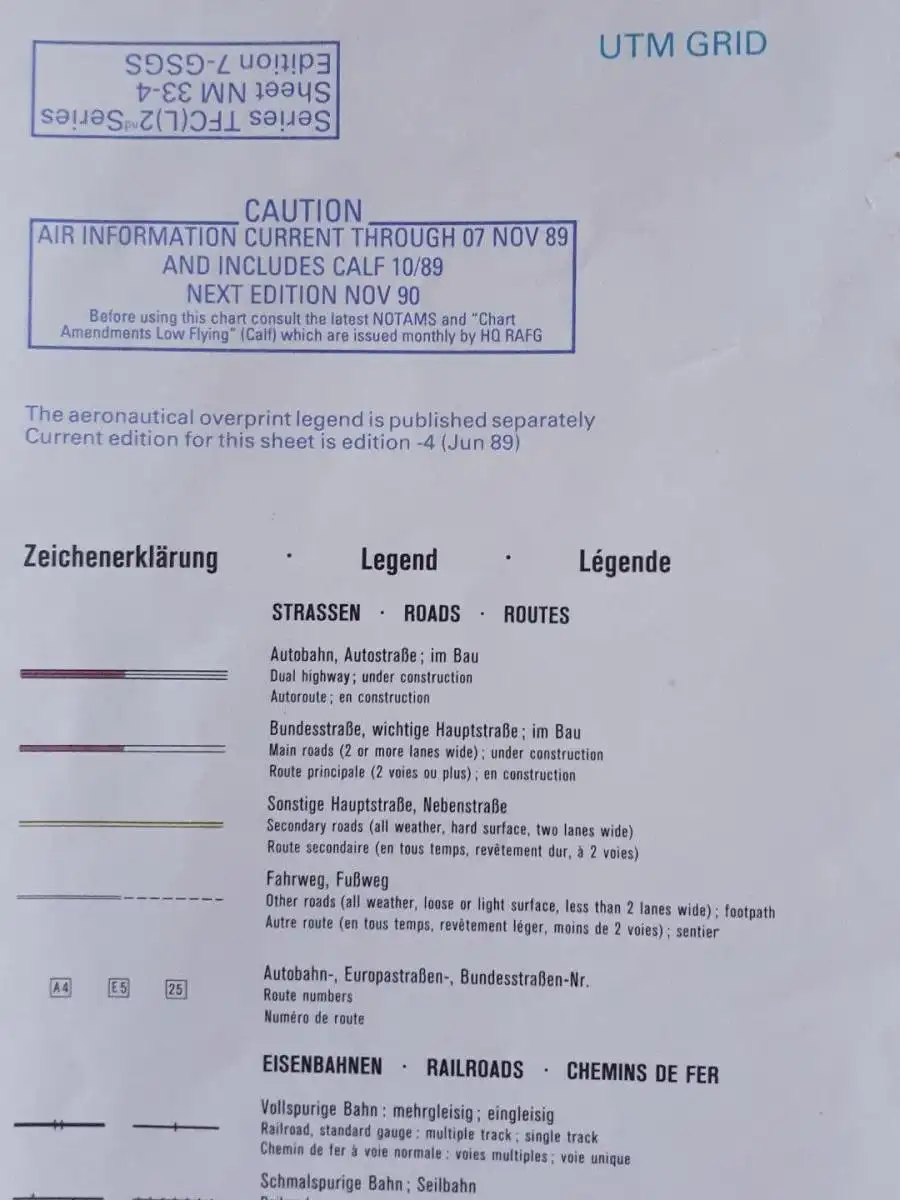 UTM GRID
Series TFC(L)2nd Series
Sheet NM 33-4
Edition 7-GSGS
CAUTION
AIR INFORMATION CURRENT THROUGH 07 NOV 89
AND INCLUDES CALF 10/89
NEXT EDITION NOV 90
Before using this chart consult the latest NOTAMS and "Chart
Amendments Low Flying" (Calf) which are issued monthly by HQ RAFG
The aeronautical overprint legend is published separately
Current edition for this sheet is edition -4 (Jun 89)
Zeichenerklärung · Legend · Légende
STRASSEN · ROADS · ROUTES
Autobahn, Autostraße; im Bau
Dual highway; under construction
Autoroute; en construction
Bundesstraße, wichtige Hauptstraße; im Bau
Main roads (2 or more lanes wide); under construction
Route principale (2 voies ou plus); en construction
Sonstige Hauptstraße, Nebenstraße
Secondary roads (all weather, hard surface, two lanes wide)
Route secondaire (en tous temps, revêtement dur, à 2 voies)
Fahrweg, Fußweg
Other roads (all weather, loose or light surface, less than 2 lanes wide); footpath
Autre route (en tous temps, revêtement léger, moins de 2 voies); sentier
A4 E5 25
Autobahn-, Europastraßen-, Bundesstraßen-Nr.
Route numbers
Numéro de route
EISENBAHNEN · RAILROADS · CHEMINS DE FER
Vollspurige Bahn: mehrgleisig; eingleisig
Railroad, standard gauge: multiple track; single track
Chemin de fer à voie normale: voies multiples; voie unique
Schmalspurige Bahn; Seilbahn